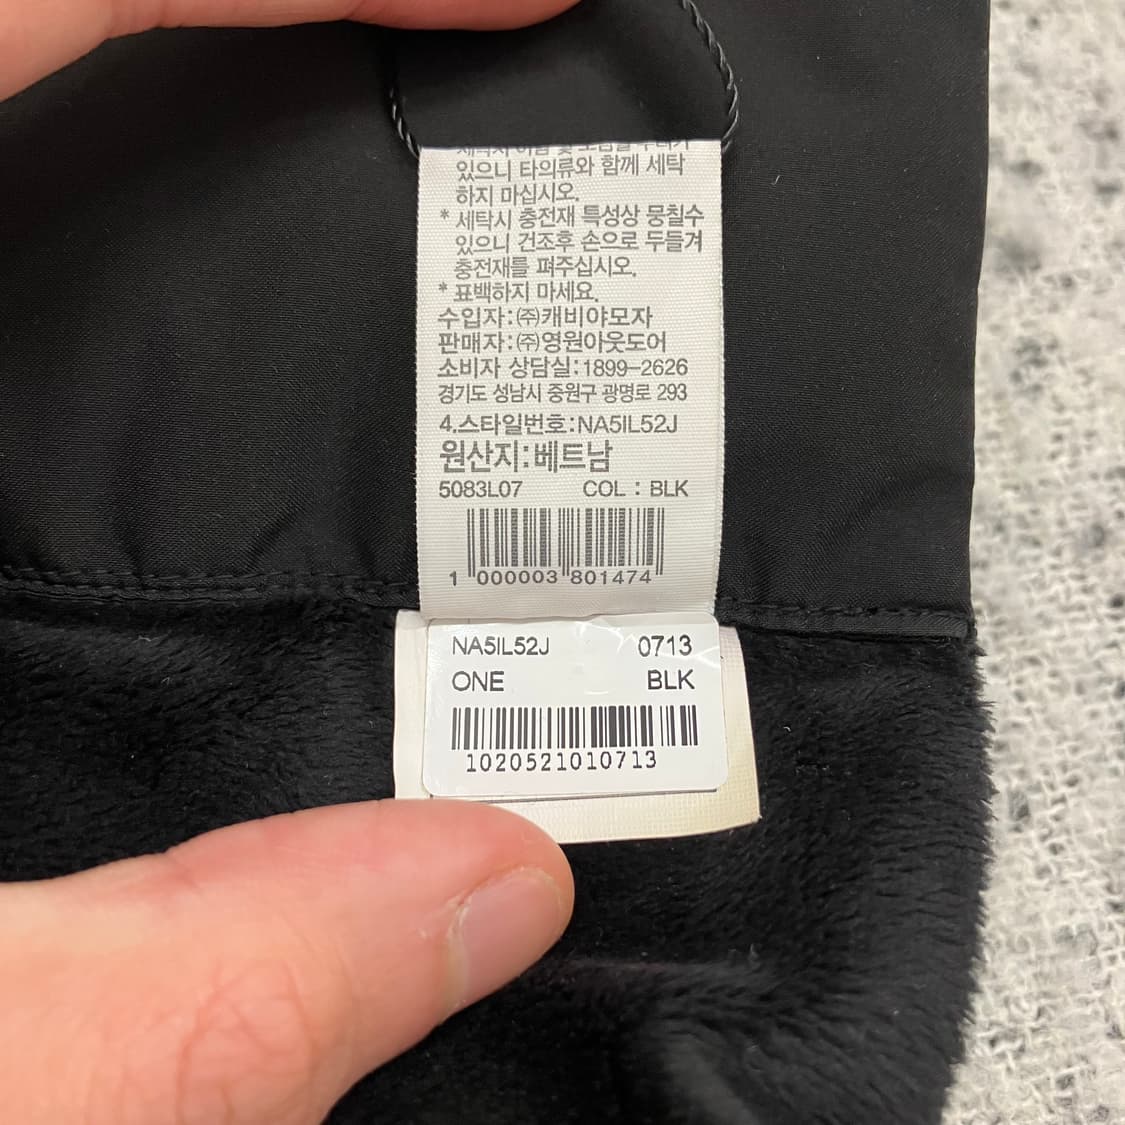 있으니 타의류와 함께 세탁
하지 마십시오.
* 세탁시 충전재 특성상 뭉칠수
있으니 건조후 손으로 두들겨
충전재를 펴주십시오.
* 표백하지 마세요.
수입자:㈜캐비야모자
판매자:㈜영원아웃도어
소비자 상담실:1899-2626
경기도 성남시 중원구 광명로 293
4.스타일번호:NA5IL52J
원산지:베트남
5083L07 COL : BLK
1 000003 801474
NA5IL52J 0713
ONE BLK
1020521010713